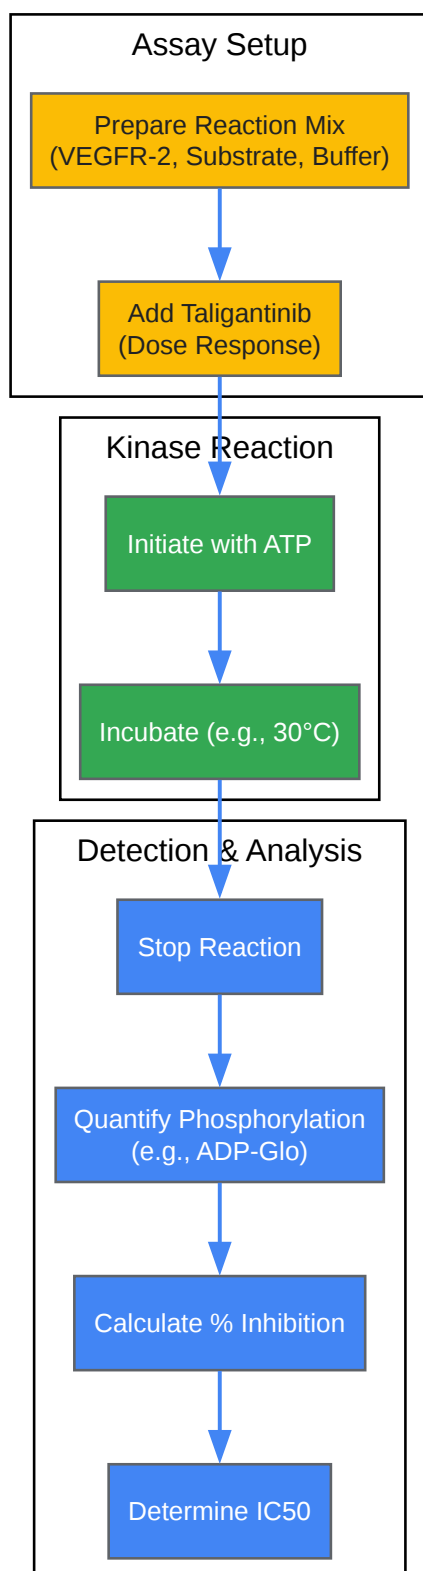 Assay Setup
Prepare Reaction Mix
(VEGFR-2, Substrate, Buffer)
Add Taligantinib
(Dose Response)
Kinase Reaction
Initiate with ATP
Incubate (e.g., 30°C)
Detection & Analysis
Stop Reaction
Quantify Phosphorylation
(e.g., ADP-Glo)
Calculate % Inhibition
Determine IC50